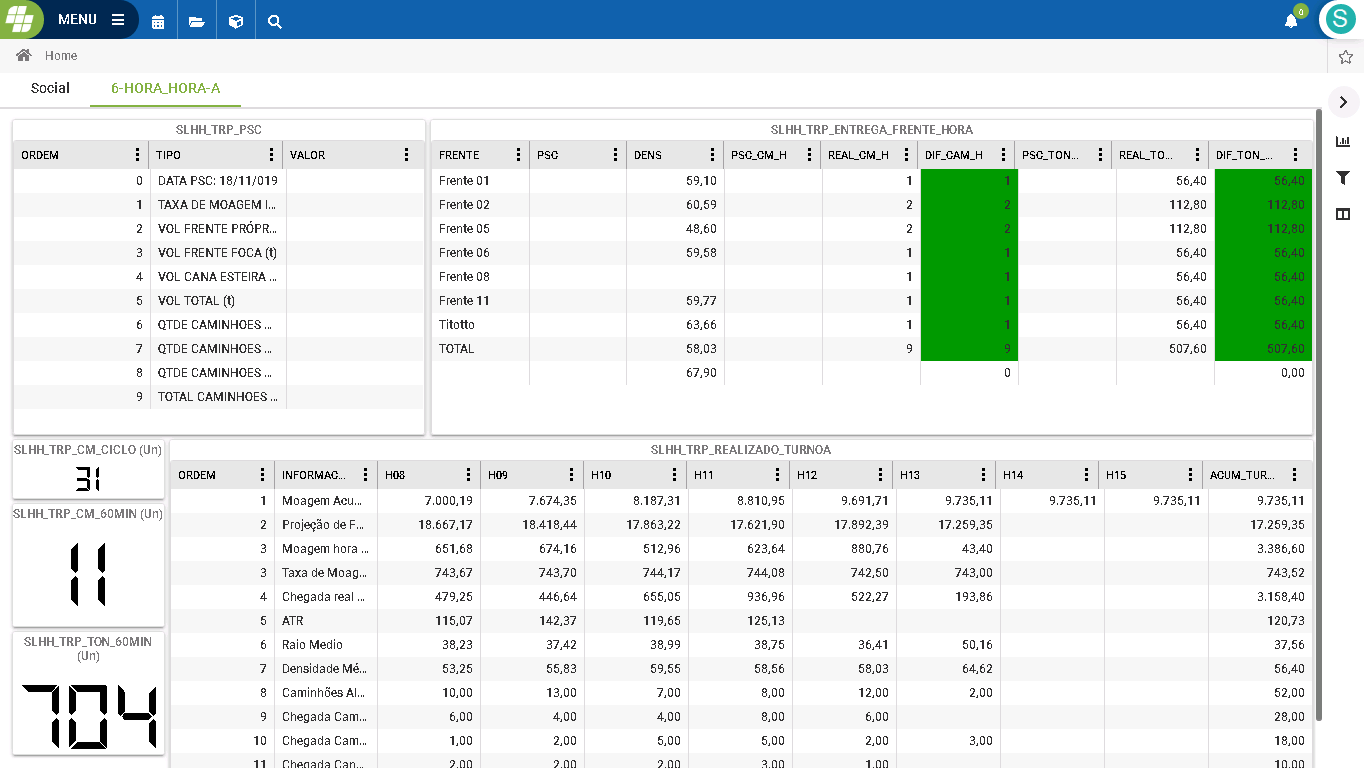 MENU
0
S
Home
Social 6-HORA_HORA-A
SLHH_TRP_PSC
ORDEM TIPO VALOR
0 DATA PSC: 18/11/019
1 TAXA DE MOAGEM I...
2 VOL FRENTE PRÓPR...
3 VOL FRENTE FOCA (t)
4 VOL CANA ESTEIRA ...
5 VOL TOTAL (t)
6 QTDE CAMINHOES ...
7 QTDE CAMINHOES ...
8 QTDE CAMINHOES ...
9 TOTAL CAMINHOES ...
SLHH_TRP_ENTREGA_FRENTE_HORA
FRENTE PSC DENS PSC_CM_H REAL_CM_H DIF_CAM_H PSC_TON... REAL_TO... DIF_TON_...
Frente 01 59,10 1 1 56,40 56,40
Frente 02 60,59 2 2 112,80 112,80
Frente 05 48,60 2 2 112,80 112,80
Frente 06 59,58 1 1 56,40 56,40
Frente 08 1 1 56,40 56,40
Frente 11 59,77 1 1 56,40 56,40
Titotto 63,66 1 1 56,40 56,40
TOTAL 58,03 9 9 507,60 507,60
67,90 0 0,00
SLHH_TRP_CM_CICLO (Un)
31
SLHH_TRP_CM_60MIN (Un)
11
SLHH_TRP_TON_60MIN
(Un)
704
SLHH_TRP_REALIZADO_TURNOA
ORDEM INFORMAC... H08 H09 H10 H11 H12 H13 H14 H15 ACUM_TUR...
1 Moagem Acu... 7.000,19 7.674,35 8.187,31 8.810,95 9.691,71 9.735,11 9.735,11 9.735,11 9.735,11
2 Projeção de F... 18.667,17 18.418,44 17.863,22 17.621,90 17.892,39 17.259,35 17.259,35
3 Moagem hora ... 651,68 674,16 512,96 623,64 880,76 43,40 3.386,60
3 Taxa de Moag... 743,67 743,70 744,17 744,08 742,50 743,00 743,52
4 Chegada real ... 479,25 446,64 655,05 936,96 522,27 193,86 3.158,40
5 ATR 115,07 142,37 119,65 125,13 120,73
6 Raio Medio 38,23 37,42 38,99 38,75 36,41 50,16 37,56
7 Densidade Mé... 53,25 55,83 59,55 58,56 58,03 64,62 56,40
8 Caminhões Al... 10,00 13,00 7,00 8,00 12,00 2,00 52,00
9 Chegada Cam... 6,00 4,00 4,00 8,00 6,00 28,00
10 Chegada Cam... 1,00 2,00 5,00 5,00 2,00 3,00 18,00
11 Chegada Can... 2,00 2,00 2,00 3,00 1,00 10,00